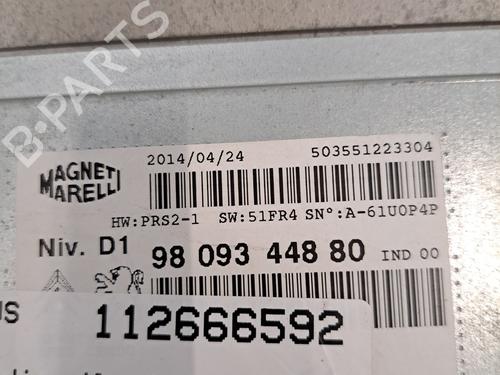 B-PARTS
MAGNETI
MARELLI
2014/04/24 503551223304
HW:PRS2-1 SW:51FR4 SN°:A-61U0P4P
Niv. D1 98 093 448 80 IND 00
US 112666592